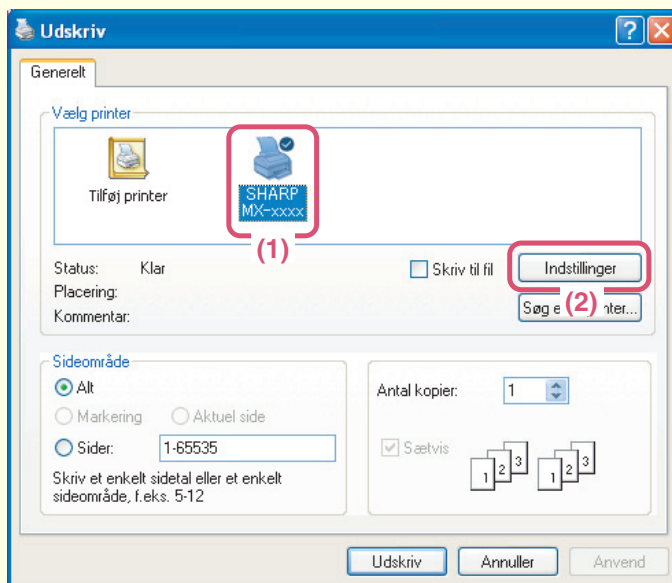 Udskriv
Generelt
Vælg printer
Tilføj printer
SHARP
MX-xxxx
(1)
Status: Klar
Skriv til fil
Indstillinger
Placering:
(2)
Kommentar:
Søg e nter...
Sideområde
Alt
Markering Aktuel side
Sider: 1-65535
Skriv et enkelt sidetal eller et enkelt
sideområde, f.eks. 5-12
Antal kopier: 1
Sætvis
1 2 3 1 2 3
Udskriv Annuller Anvend